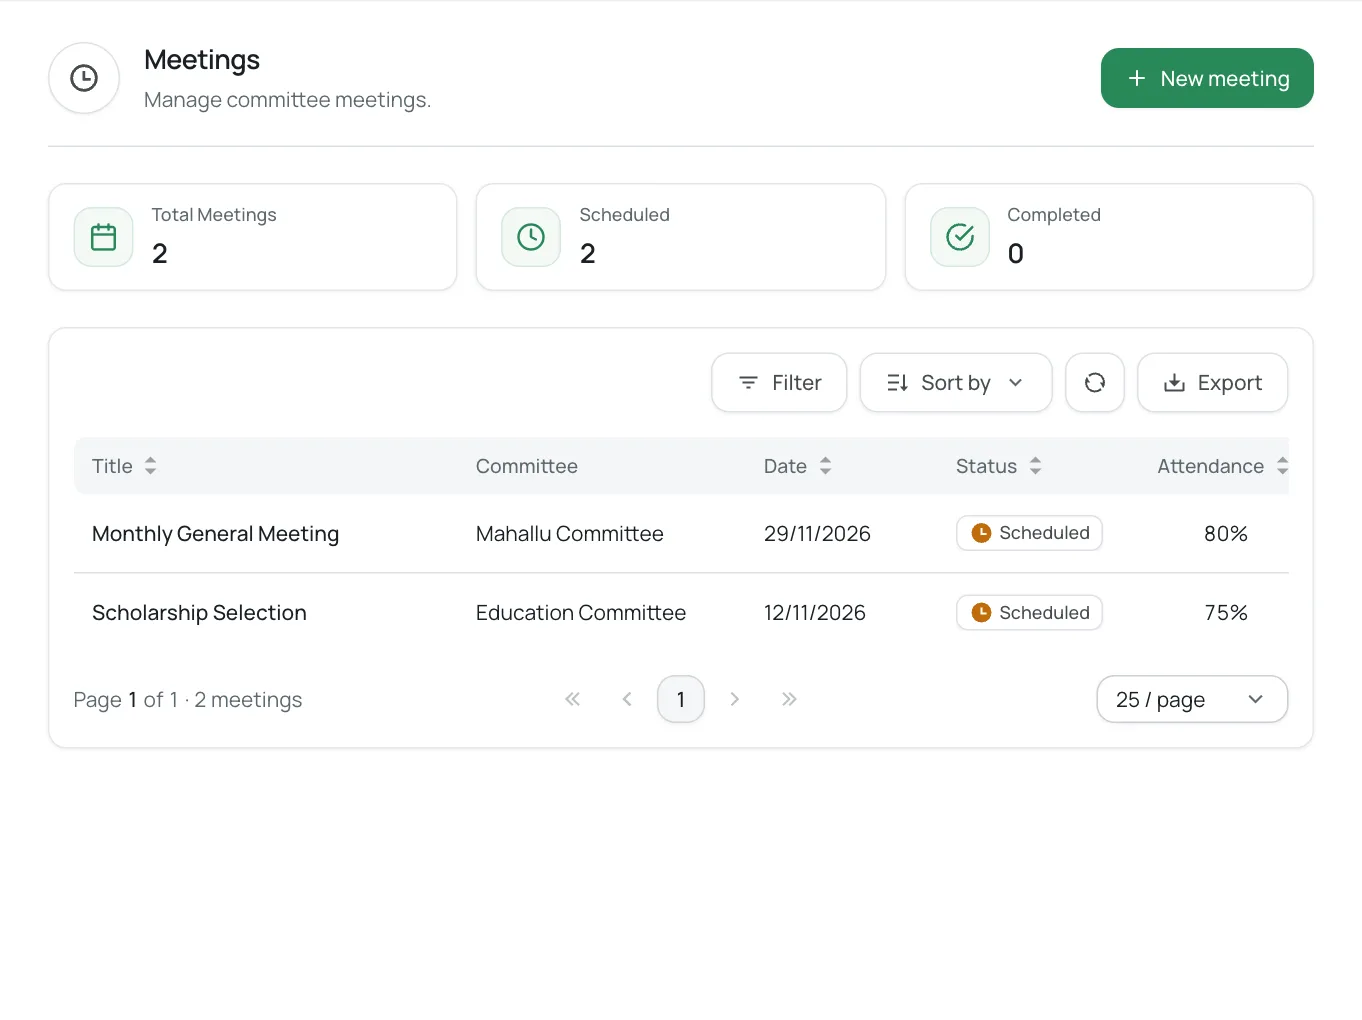 Meetings
Manage committee meetings.
New meeting
Total Meetings
2
Scheduled
2
Completed
0
Filter
Sort by
Export
Title Committee Date Status Attendance
Monthly General Meeting Mahallu Committee 29/11/2026 Scheduled 80%
Scholarship Selection Education Committee 12/11/2026 Scheduled 75%
Page 1 of 1 · 2 meetings
1
25 / page